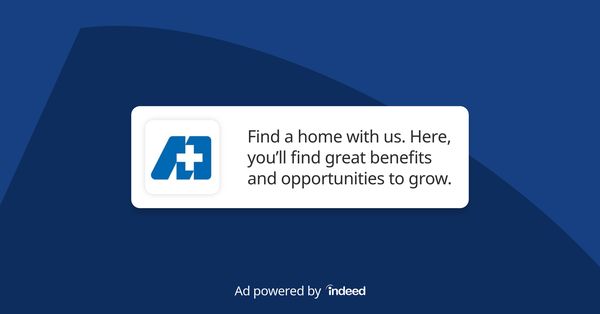 Find a home with us. Here,
you'll find great benefits
and opportunities to grow.
Ad powered by indeed